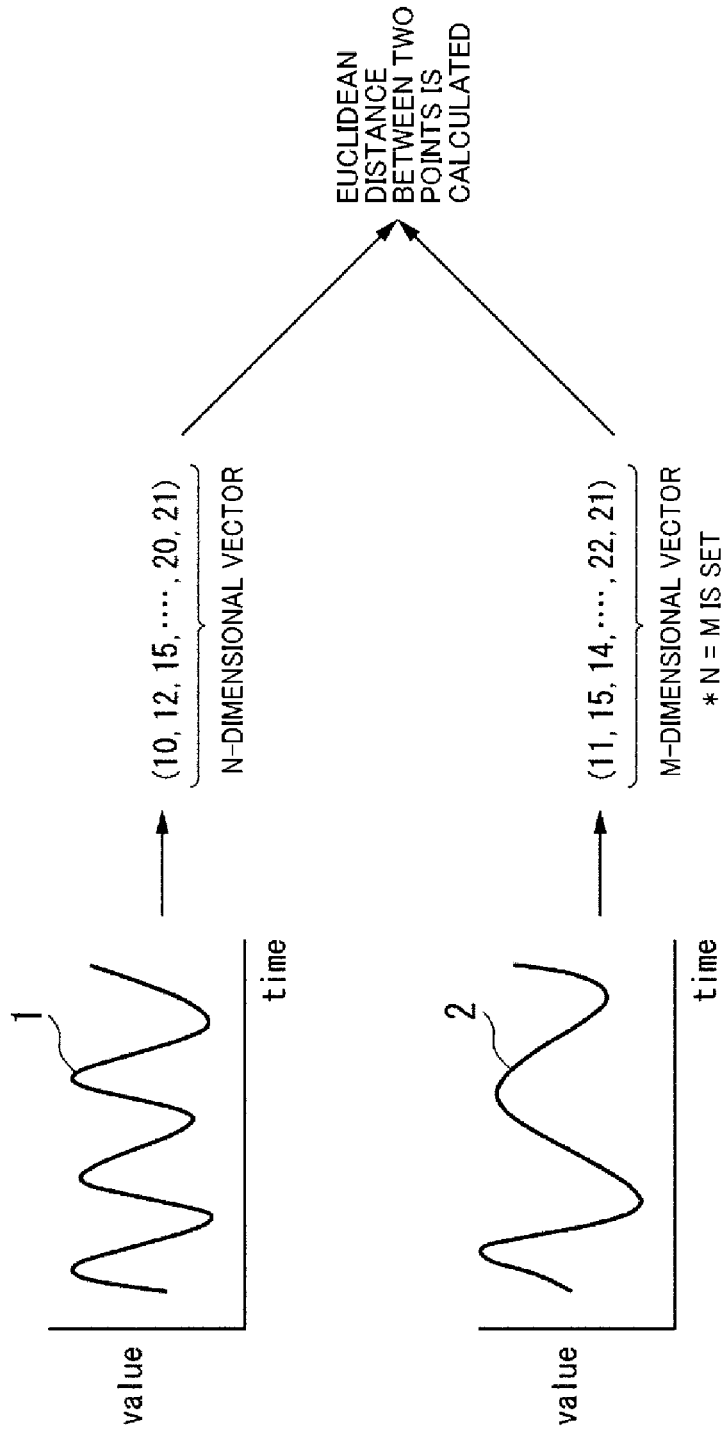 value
1
time
(10, 12, 15, ····, 20, 21)
N-DIMENSIONAL VECTOR
value
2
time
(11, 15, 14, ····, 22, 21)
M-DIMENSIONAL VECTOR
* N = M IS SET
EUCLIDEAN
DISTANCE
BETWEEN TWO
POINTS IS
CALCULATED